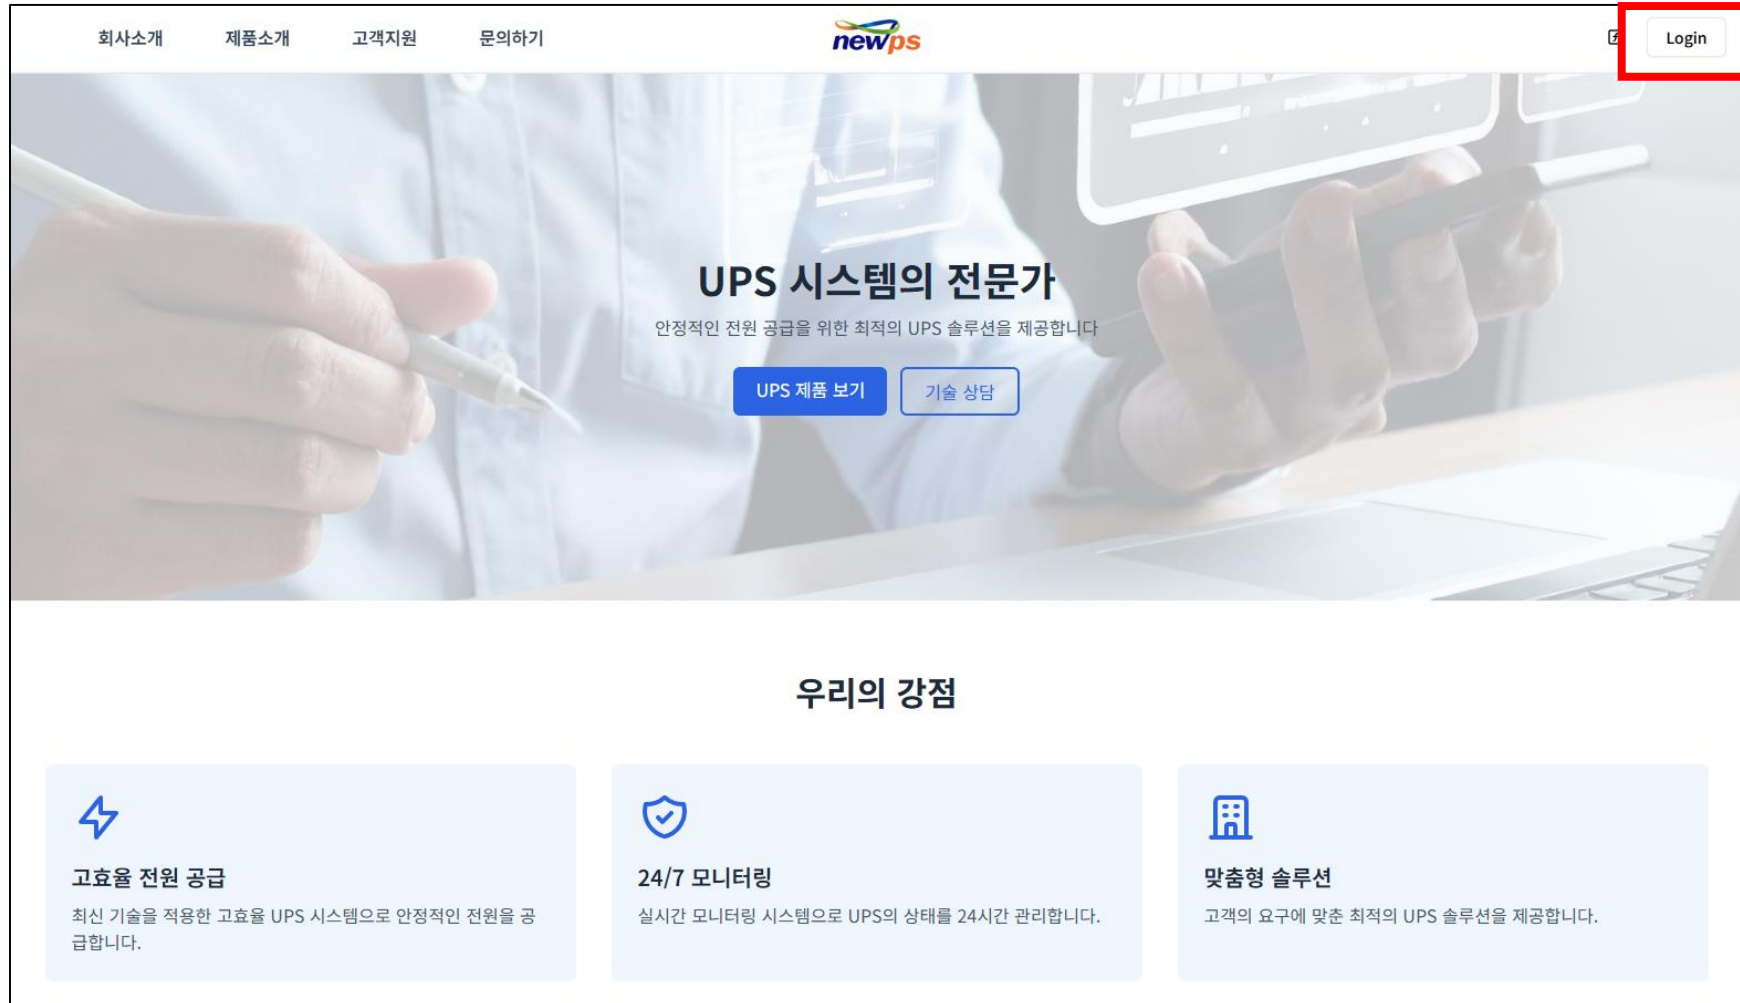 회사소개
제품소개
고객지원
문의하기
newps
Login
UPS 시스템의 전문가
안정적인 전원 공급을 위한 최적의 UPS 솔루션을 제공합니다
UPS 제품 보기
기술 상담
우리의 강점
고효율 전원 공급
최신 기술을 적용한 고효율 UPS 시스템으로 안정적인 전원을 공
급합니다.
24/7 모니터링
실시간 모니터링 시스템으로 UPS의 상태를 24시간 관리합니다.
맞춤형 솔루션
고객의 요구에 맞춘 최적의 UPS 솔루션을 제공합니다.